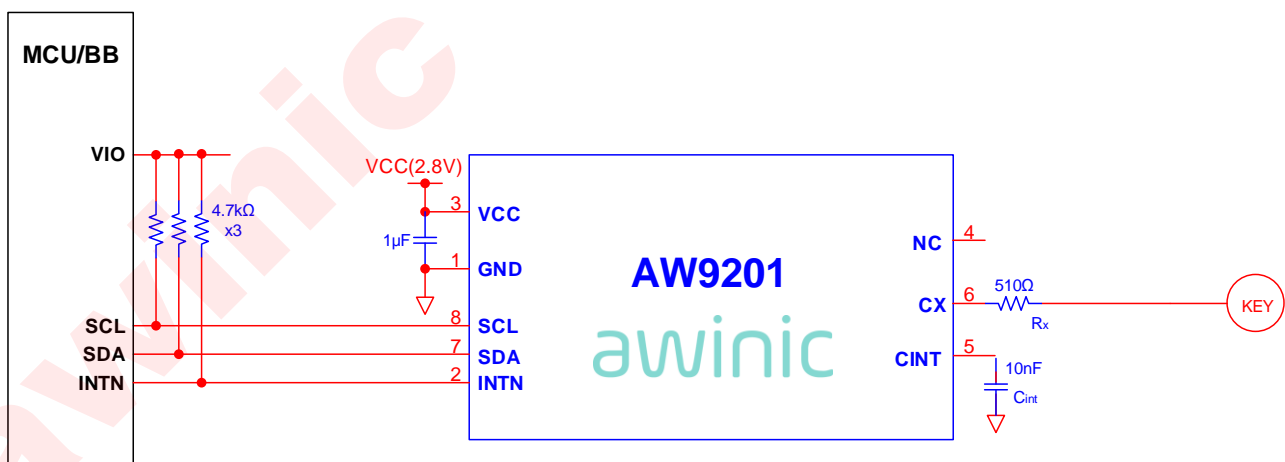 MCU/BB
VIO
4.7kΩ
x3
SCL
SDA
INTN
VCC(2.8V)
1µF
3
1
8
7
2
VCC
GND
SCL
SDA
INTN
AW9201
awinic
NC
CX
CINT
4
6
5
510Ω
Rx
10nF
Cint
KEY
awinic